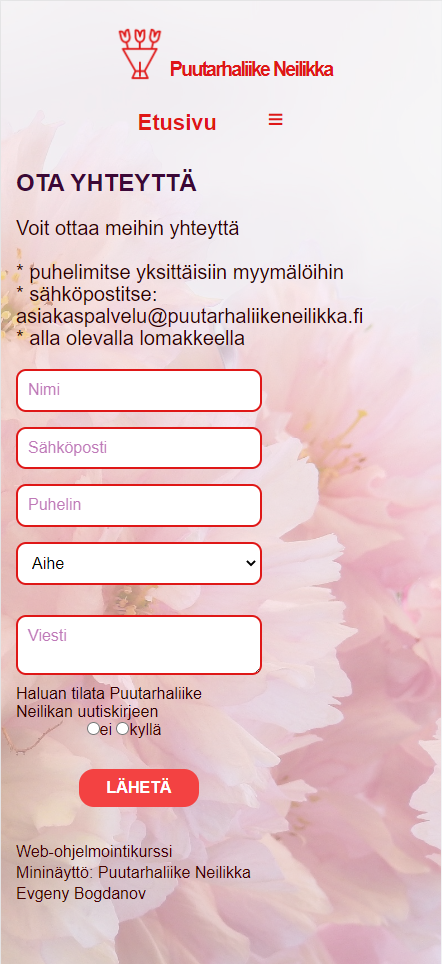 Puutarhaliike Neilikka
Etusivu ≡
OTA YHTEYTTÄ
Voit ottaa meihin yhteyttä
* puhelimitse yksittäisiin myymälöihin
* sähköpostitse:
asiakaspalvelu@puutarhaliikeneilikka.fi
* alla olevalla lomakkeella
Nimi
Sähköposti
Puhelin
Aihe
Viesti
Haluan tilata Puutarhaliike
Neilikan uutiskirjeen
ei kyllä
LÄHETÄ
Web-ohjelmointikurssi
Mininäyttö: Puutarhaliike Neilikka
Evgeny Bogdanov